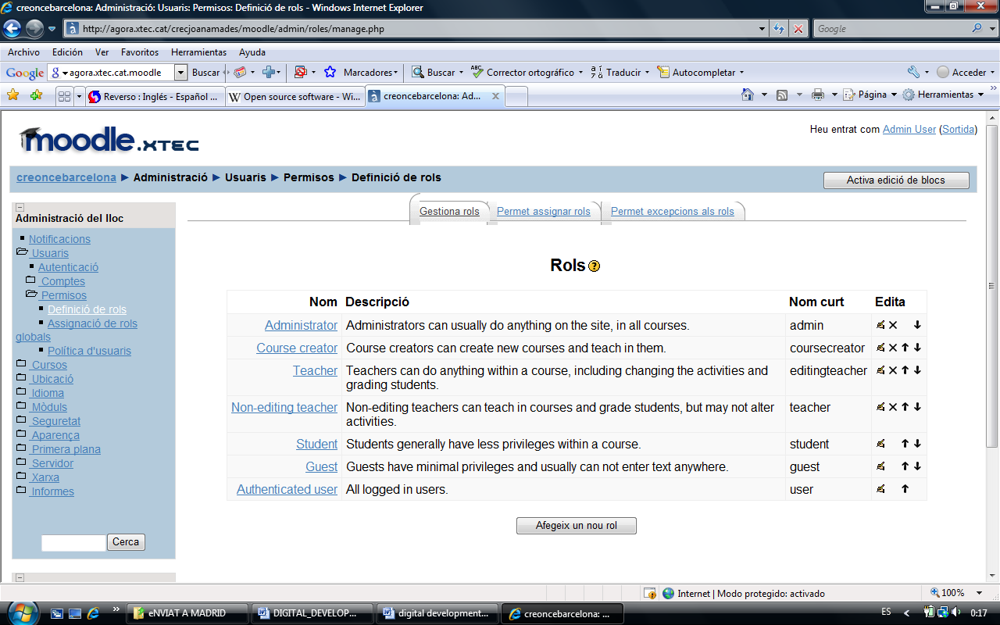 creoncebarcelona: Administració: Usuaris: Permisos: Definició de rols - Windows Internet Explorer
http://agora.xtec.cat/crecjoanamades/moodle/admin/roles/manage.php
Google
Archivo Edición Ver Favoritos Herramientas Ayuda
Google agora.xtec.cat.moodle Buscar Marcadores Buscar Corrector ortográfico Traducir Autocompletar Acceder
Reverso : Inglés - Español ... Open source software - Wi... creoncebarcelona: Ad... Página Herramientas
moodle.xtec
Heu entrat com Admin User (Sortida)
creoncebarcelona ► Administració ► Usuaris ► Permisos ► Definició de rols
Activa edició de blocs
Administració del lloc
Notificacions
Usuaris
Autenticació
Comptes
Permisos
Definició de rols
Assignació de rols
globals
Política d'usuaris
Cursos
Ubicació
Idioma
Mòduls
Seguretat
Aparença
Primera plana
Servidor
Xarxa
Informes
Cerca
Gestiona rols Permet assignar rols Permet excepcions als rols
Rols
Nom Descripció Nom curt Edita
Administrator Administrators can usually do anything on the site, in all courses. admin
Course creator Course creators can create new courses and teach in them. coursecreator
Teacher Teachers can do anything within a course, including changing the activities and editingteacher
grading students.
Non-editing teacher Non-editing teachers can teach in courses and grade students, but may not alter teacher
activities.
Student Students generally have less privileges within a course. student
Guest Guests have minimal privileges and usually can not enter text anywhere. guest
Authenticated user All logged in users. user
Afegeix un nou rol
Internet | Modo protegido: activado 100%
eNVIAT A MADRID DIGITAL_DEVELOP... digital development... creoncebarcelona: ... ES 0:17